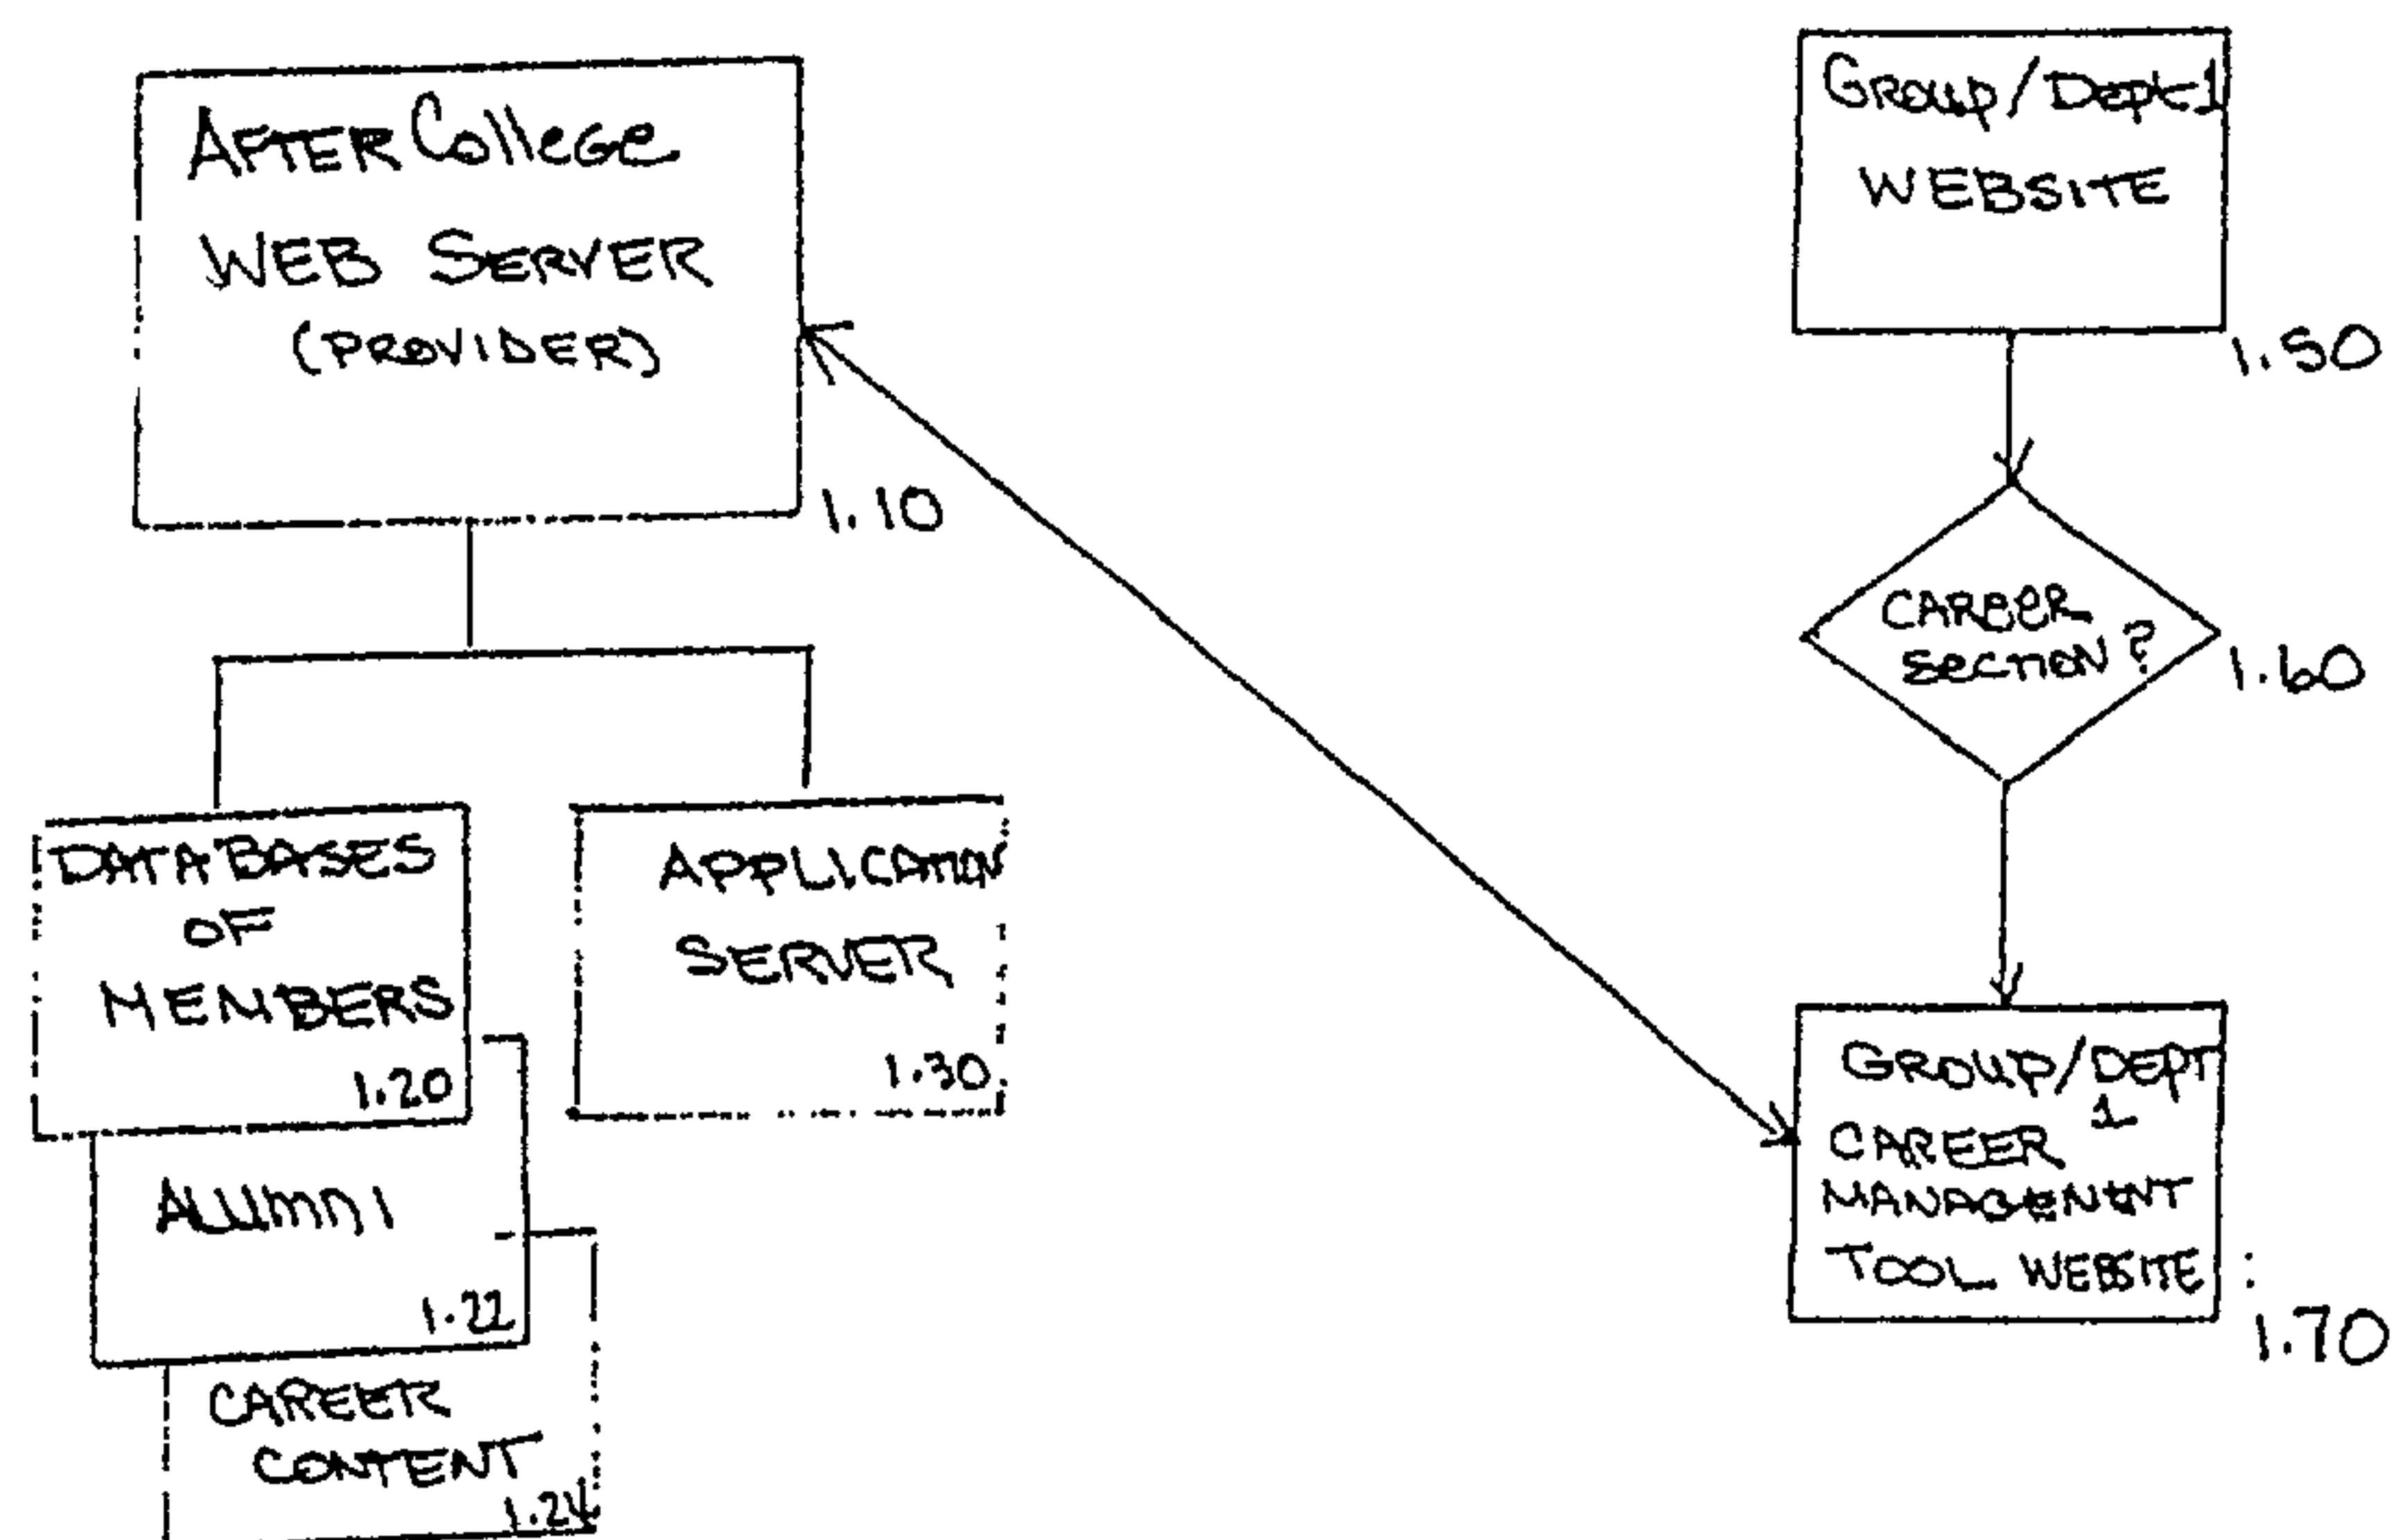 AFTERCollege
WEB SERVER
(PROVIDER)
1.10
DATABASES
OF
MEMBERS
1.20
ALUMNI
1.22
CAREER
CONTENT
1.24
APPLICATION
SERVER
1.30
GROUP/Dept 1
WEBSITE
1.50
CAREER
SECTION?
1.60
GROUP/DEPT
1
CAREER
MANAGEMENT
TOOL WEBSITE
1.70